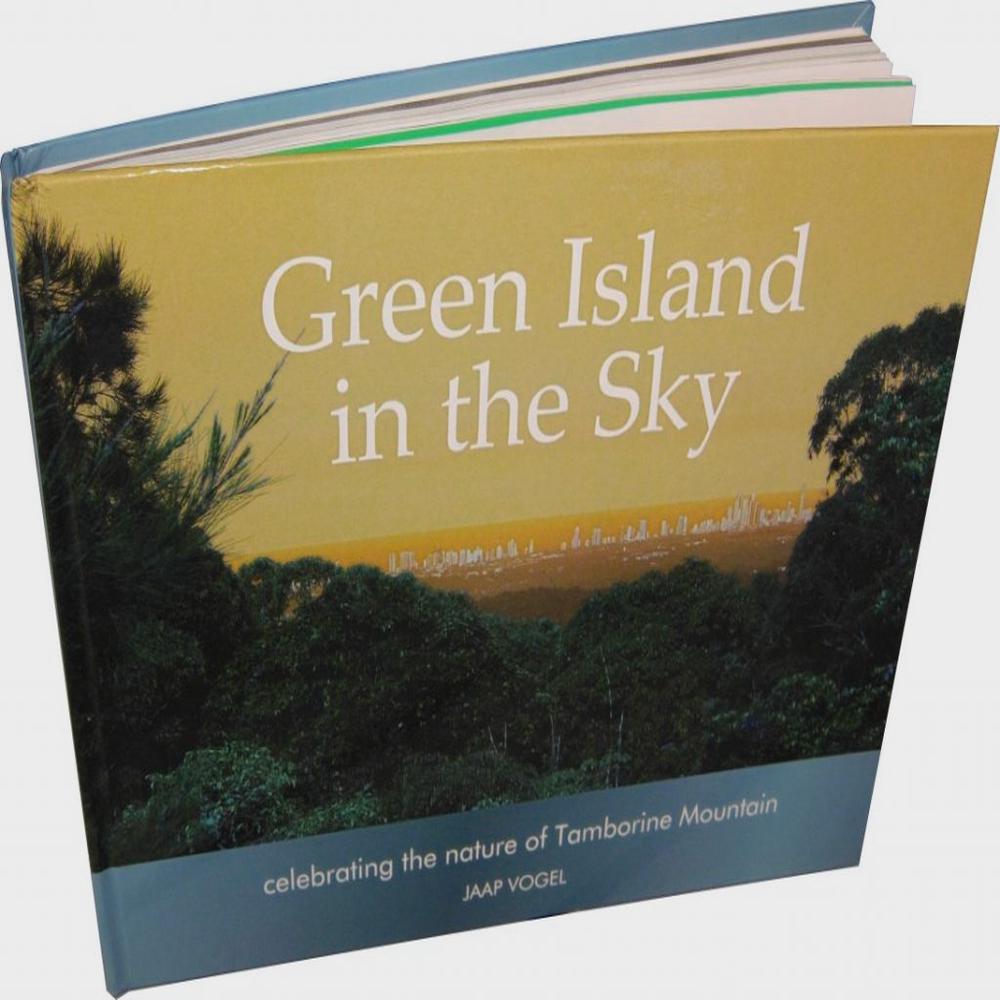 Green Island
in the Sky
celebrating the nature of Tamborine Mountain
JAAP VOGEL